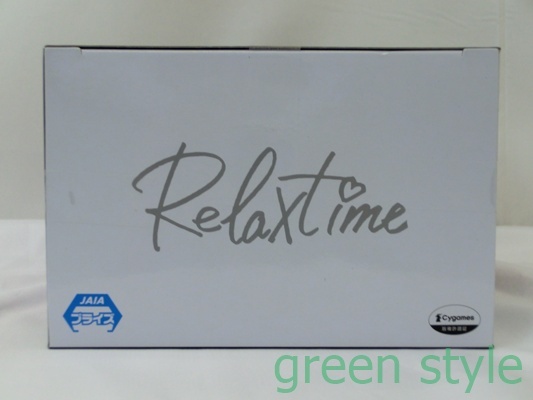 Relaxtime
JAIA
プライズ
Cygames
green style